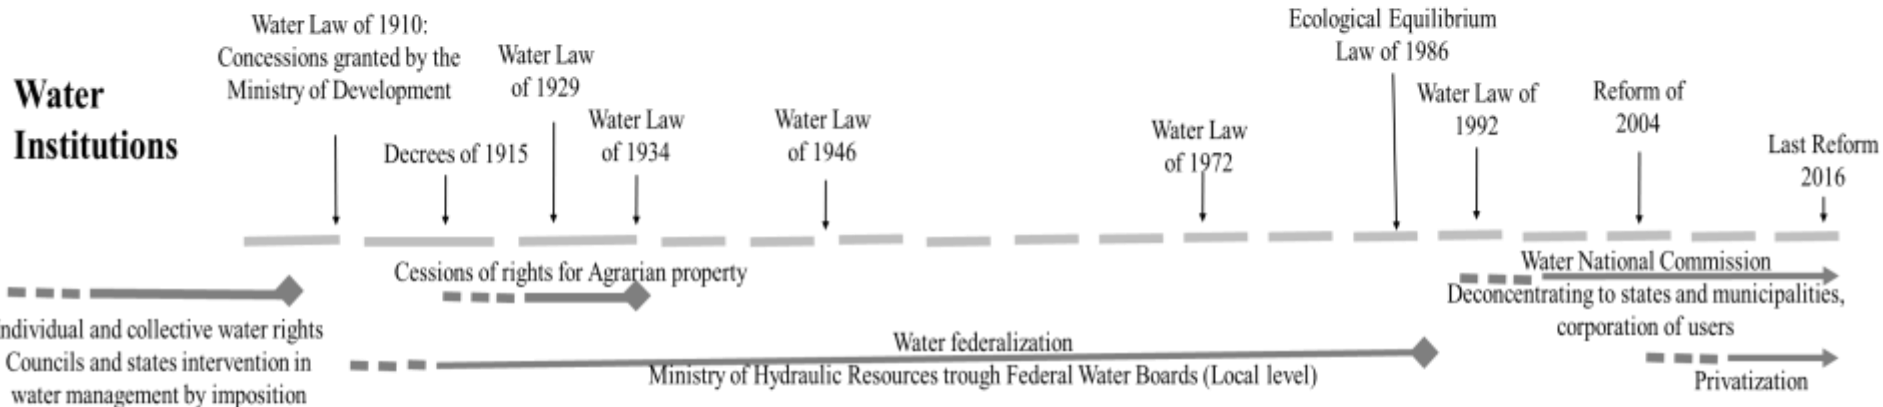 Water
Institutions
Water Law of 1910:
Concessions granted by the
Ministry of Development
Decrees of 1915
Water Law
of 1929
Water Law
of 1934
Water Law
of 1946
Water Law
of 1972
Ecological Equilibrium
Law of 1986
Water Law of
1992
Reform of
2004
Last Reform
2016
Cessions of rights for Agrarian property
Water National Commission
Deconcentrating to states and municipalities,
corporation of users
ndividual and collective water rights
Councils and states intervention in
water management by imposition
Water federalization
Ministry of Hydraulic Resources trough Federal Water Boards (Local level)
Privatization